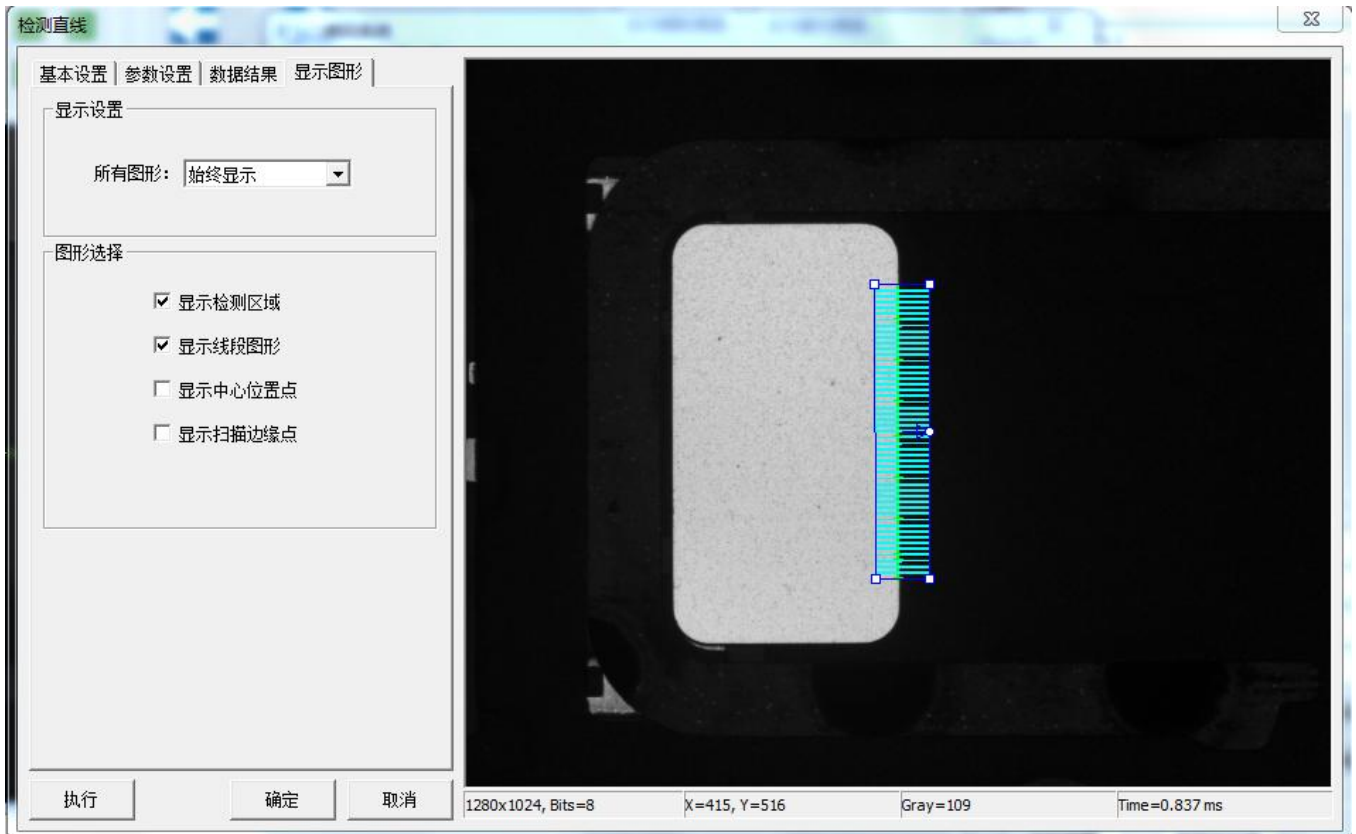 检测直线
基本设置 参数设置 数据结果 显示图形
显示设置
所有图形： 始终显示
图形选择
显示检测区域
显示线段图形
显示中心位置点
显示扫描边缘点
执行 确定 取消
1280x1024, Bits=8 X=415, Y=516 Gray=109 Time=0.837 ms